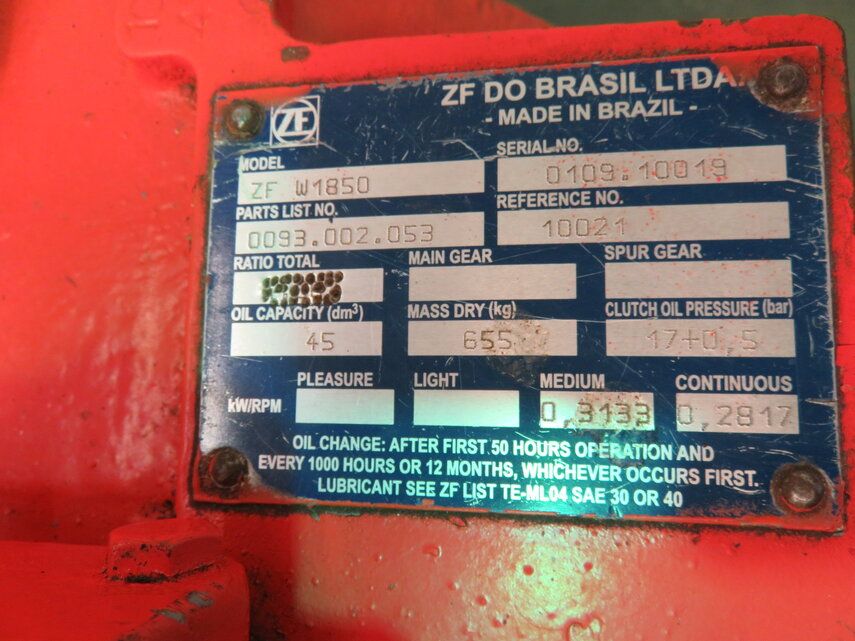 ZF
ZF DO BRASIL LTDA.
- MADE IN BRAZIL -
MODEL
ZF W1850
SERIAL NO.
0109.10019
PARTS LIST NO.
0093.002.053
REFERENCE NO.
10021
RATIO TOTAL
MAIN GEAR
SPUR GEAR
OIL CAPACITY (dm³)
45
MASS DRY (kg)
655
CLUTCH OIL PRESSURE (bar)
17+0,5
PLEASURE LIGHT MEDIUM CONTINUOUS
kW/RPM 0,3133 0,2817
OIL CHANGE: AFTER FIRST 50 HOURS OPERATION AND
EVERY 1000 HOURS OR 12 MONTHS, WHICHEVER OCCURS FIRST.
LUBRICANT SEE ZF LIST TE-ML04 SAE 30 OR 40